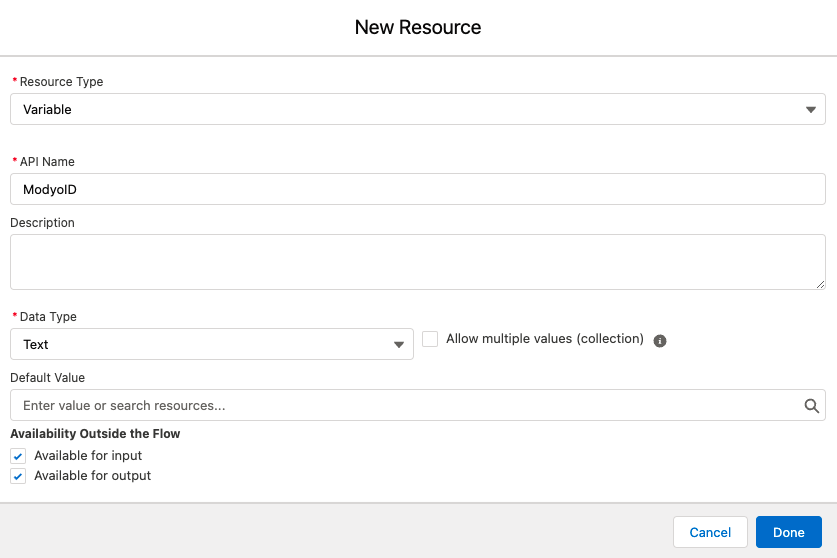 New Resource
* Resource Type
Variable
* API Name
ModyoID
Description
* Data Type
Text
Allow multiple values (collection)
Default Value
Enter value or search resources...
Availability Outside the Flow
Available for input
Available for output
Cancel
Done